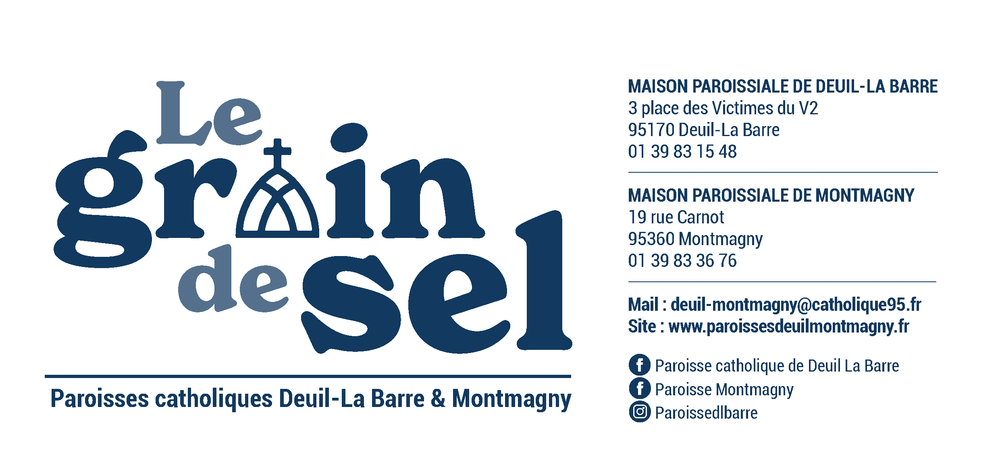 Le
grain
de sel
Paroisses catholiques Deuil-La Barre & Montmagny
MAISON PAROISSIALE DE DEUIL-LA BARRE
3 place des Victimes du V2
95170 Deuil-La Barre
01 39 83 15 48
MAISON PAROISSIALE DE MONTMAGNY
19 rue Carnot
95360 Montmagny
01 39 83 36 76
Mail : deuil-montmagny@catholique95.fr
Site : www.paroissesdeuilmontmagny.fr
Paroisse catholique de Deuil La Barre
Paroisse Montmagny
Paroissedlbarre